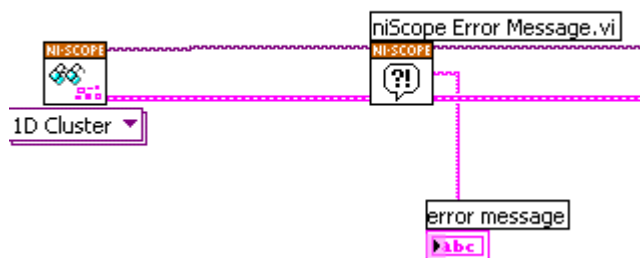 niScope Error Message.vi
NI-SCOPE
NI-SCOPE
?!
1D Cluster
error message
abc